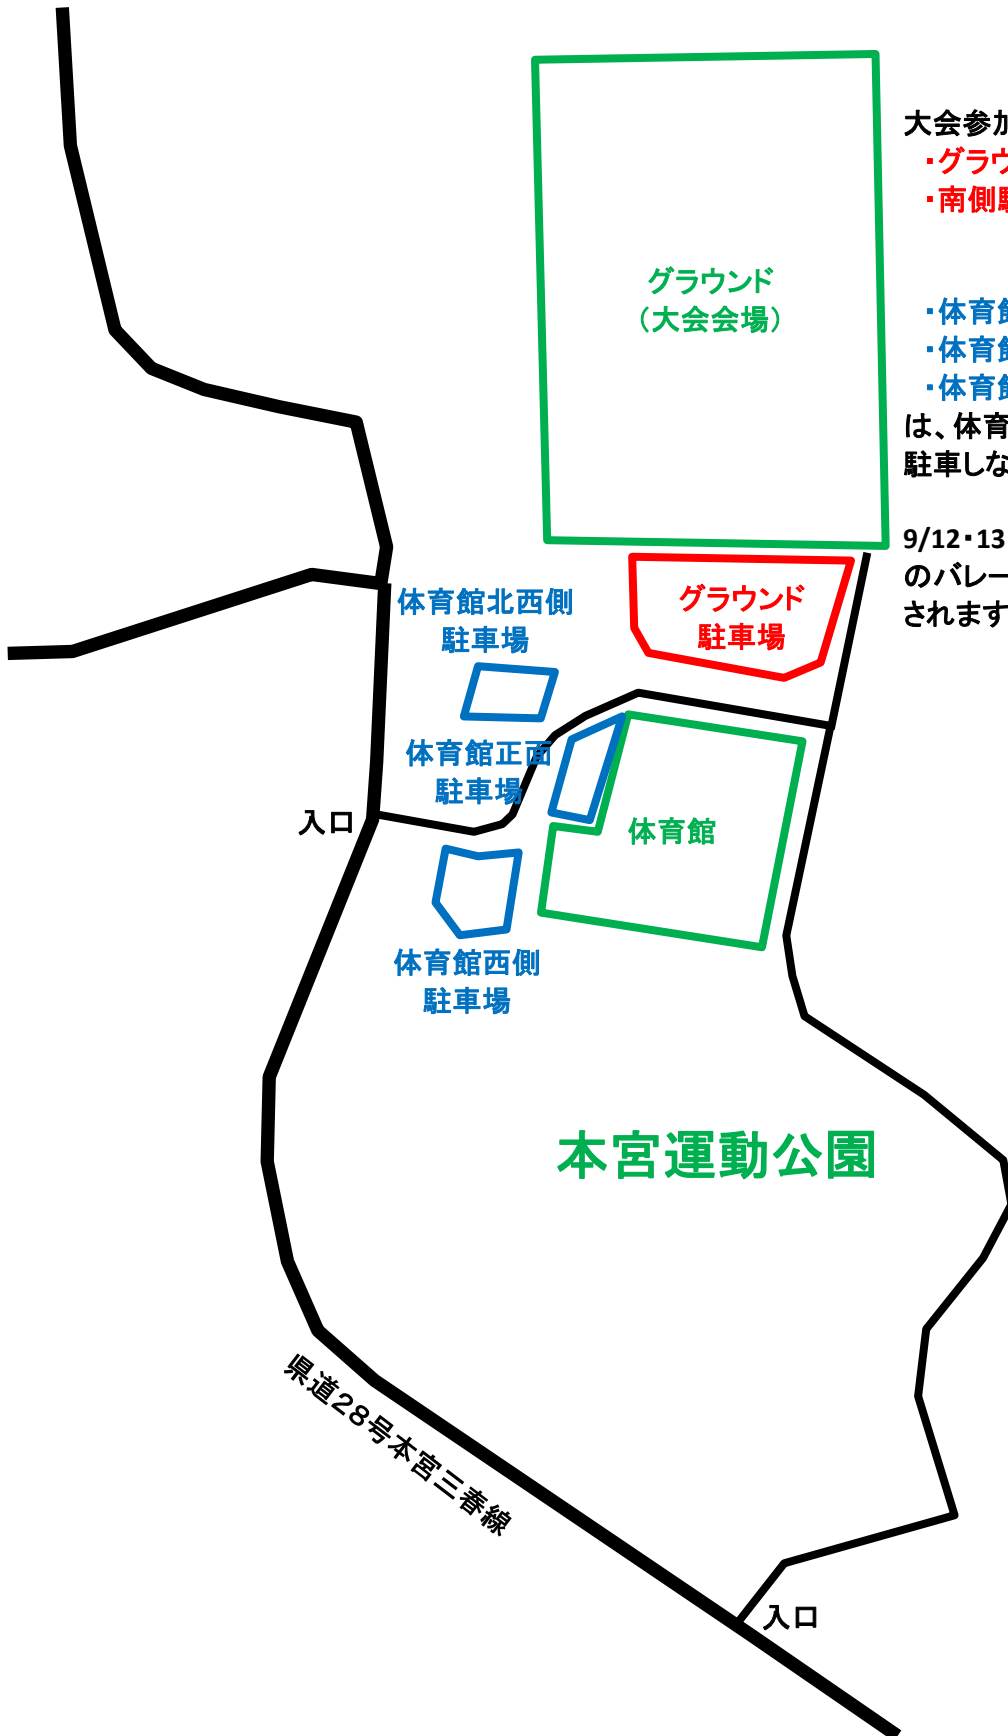 大会参加
・グラウ
・南側
グラウンド
（大会会場）
・体育館
・体育館
・体育館
は、体育
駐車しな
9/12・13
のバレー
されます
グラウンド
駐車場
体育館北西側
駐車場
体育館正面
駐車場
入口
体育館
体育館西側
駐車場
本宮運動公園
県道２８号本宮三春線
入口